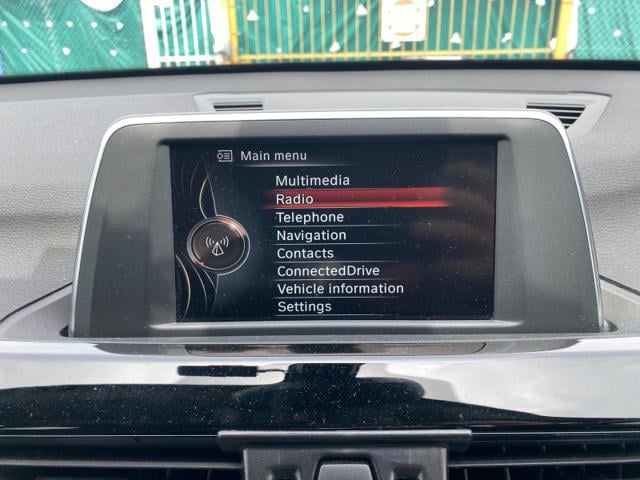 Main menu
Multimedia
Radio
Telephone
Navigation
Contacts
ConnectedDrive
Vehicle information
Settings